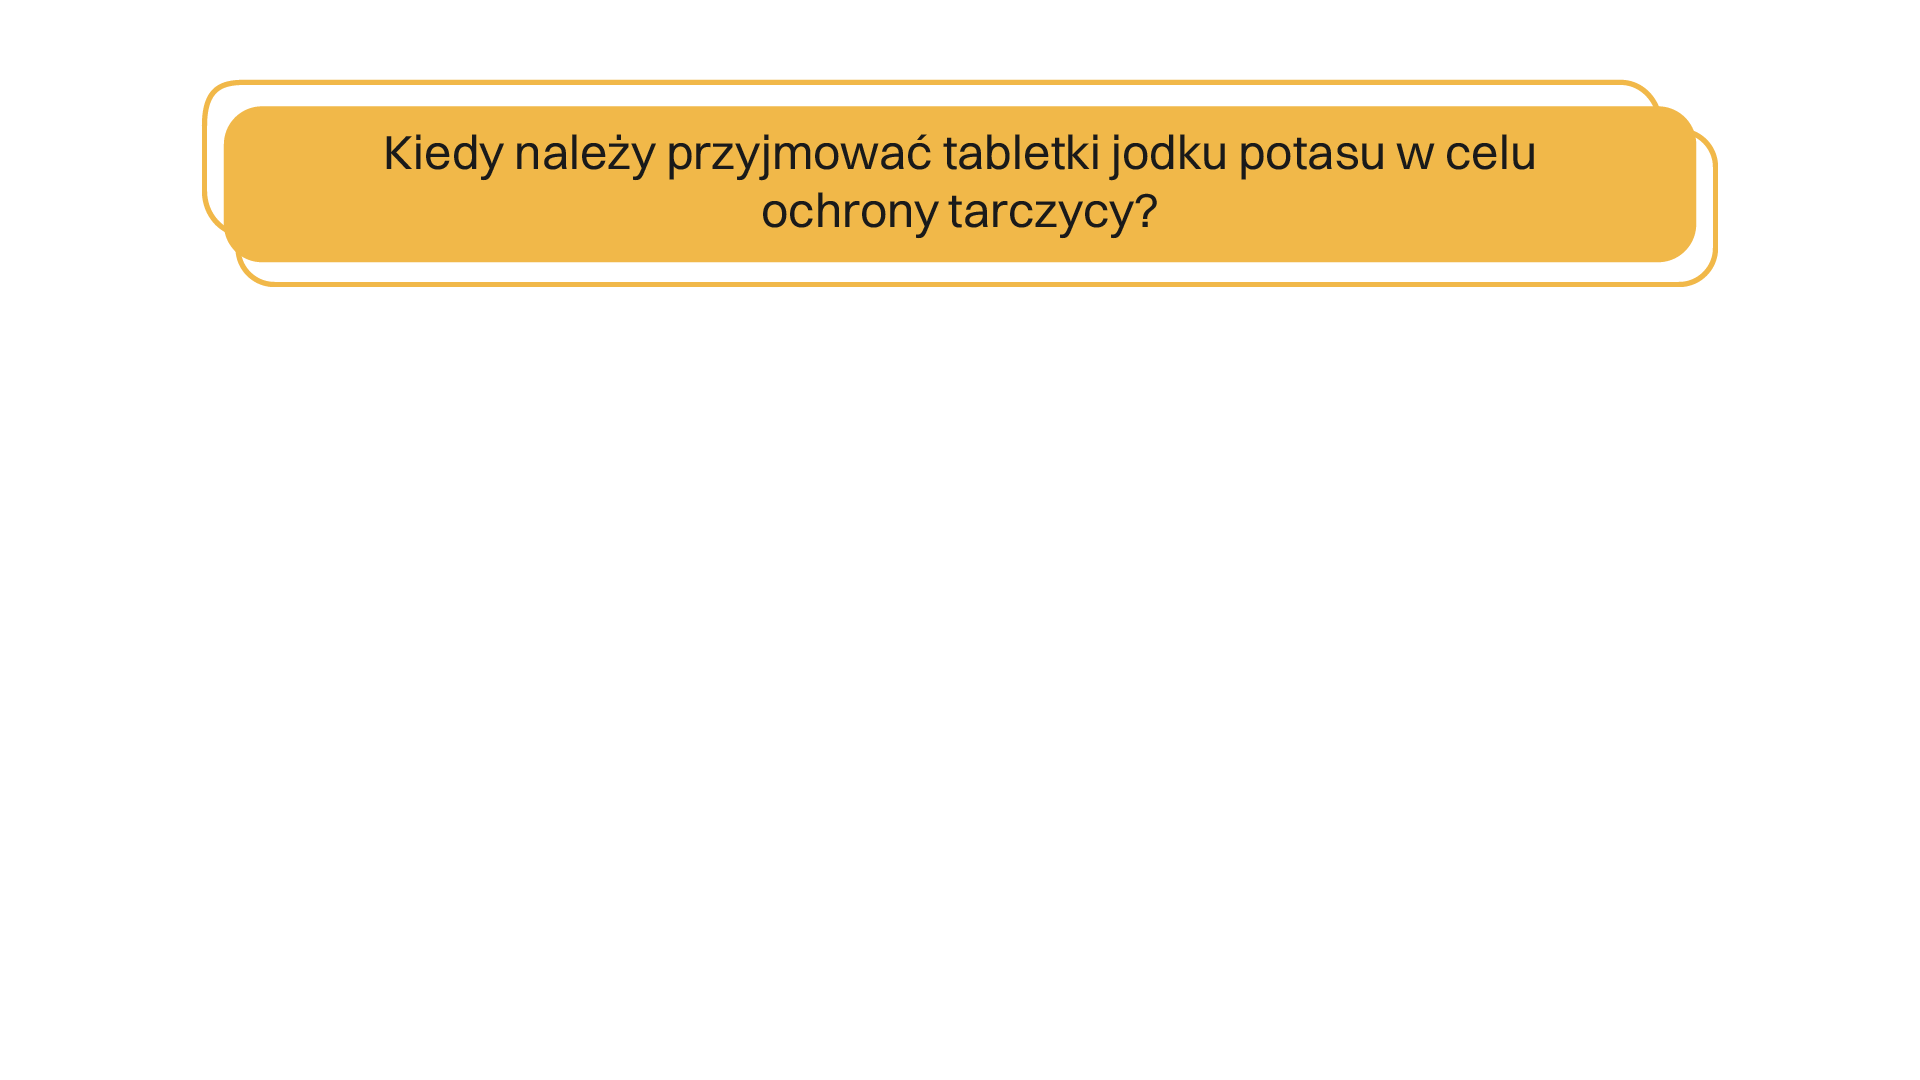 Kiedy należy przyjmować tabletki jodku potasu w celu
ochrony tarczycy?